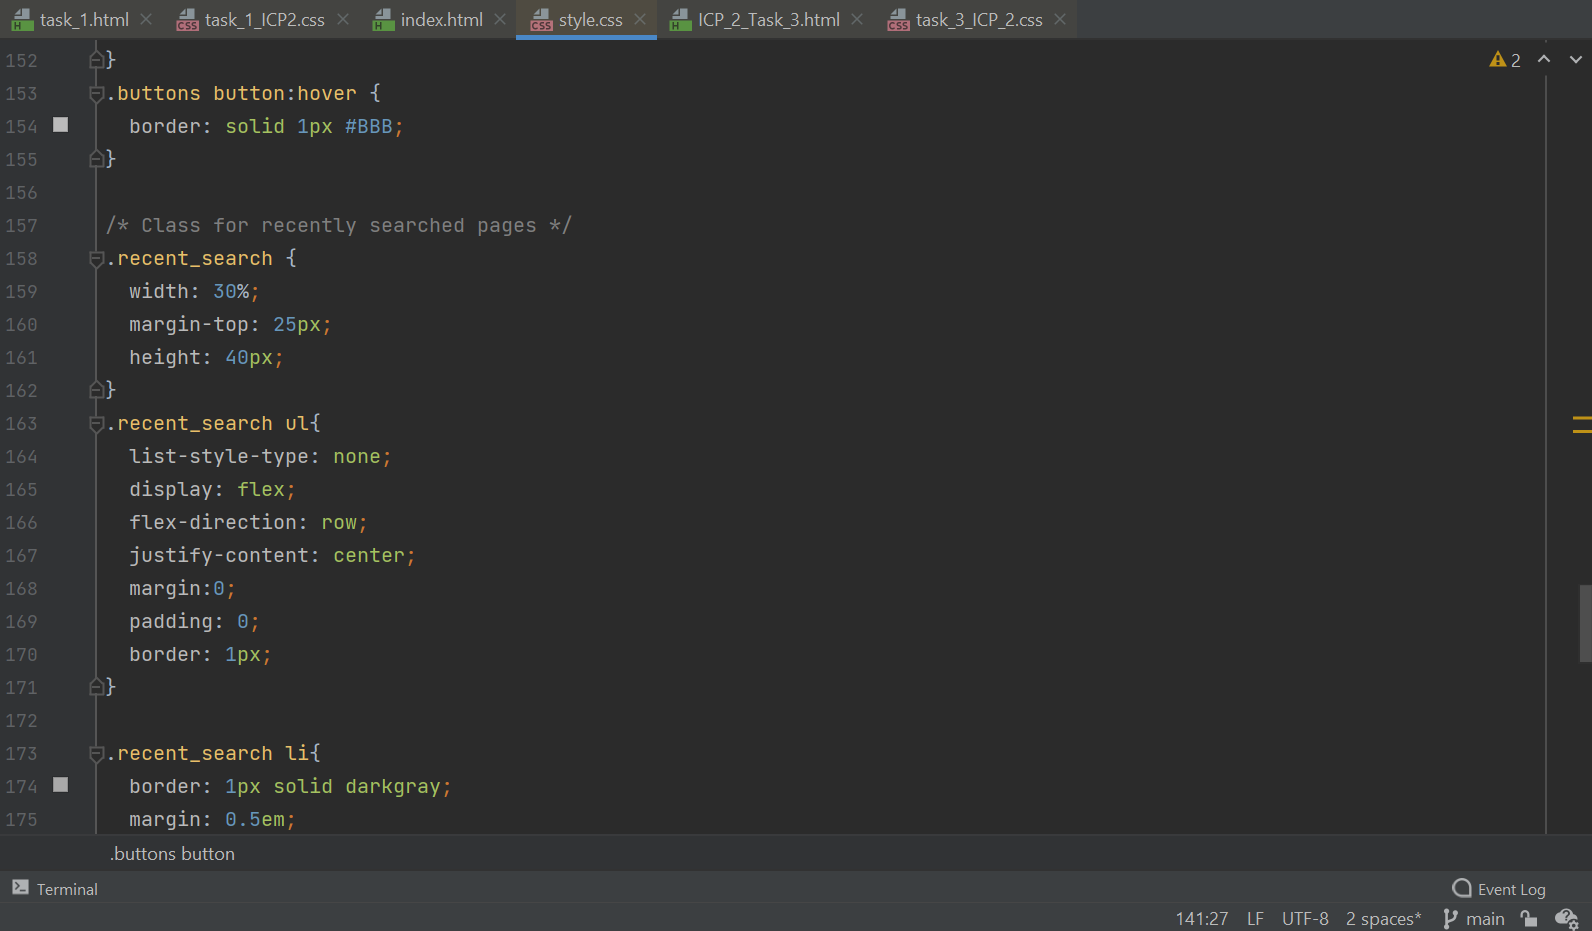 task_1.html task_1_ICP2.css index.html style.css ICP_2_Task_3.html task_3_ICP_2.css
152 }
2
153 .buttons button:hover {
154 border: solid 1px #BBB;
155 }
156
157 /* Class for recently searched pages */
158 .recent_search {
159 width: 30%;
160 margin-top: 25px;
161 height: 40px;
162 }
163 .recent_search ul{
164 list-style-type: none;
165 display: flex;
166 flex-direction: row;
167 justify-content: center;
168 margin:0;
169 padding: 0;
170 border: 1px;
171 }
172
173 .recent_search li{
174 border: 1px solid darkgray;
175 margin: 0.5em;
.buttons button
Terminal Event Log
141:27 LF UTF-8 2 spaces* main